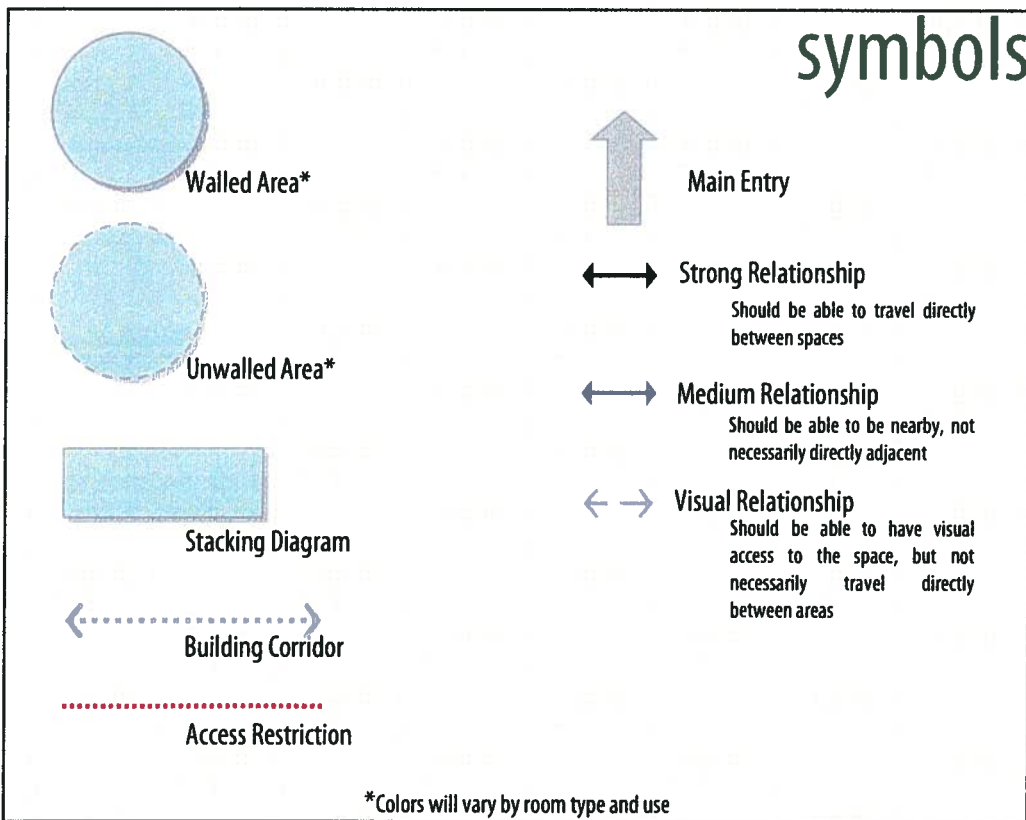 symbols
Walled Area*
Unwalled Area*
Stacking Diagram
Building Corridor
Access Restriction
Main Entry
Strong Relationship
Should be able to travel directly
between spaces
Medium Relationship
Should be able to be nearby, not
necessarily directly adjacent
Visual Relationship
Should be able to have visual
access to the space, but not
necessarily travel directly
between areas
*Colors will vary by room type and use